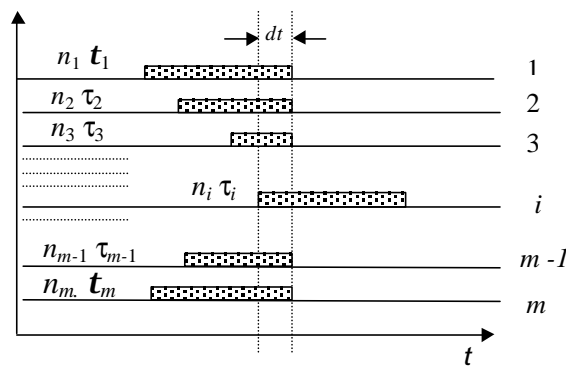 dt
n₁ t₁ 1
n₂ τ₂ 2
n₃ τ₃ 3
nᵢ τᵢ i
nₘ₋₁ τₘ₋₁ m -1
nₘ. tₘ m
t